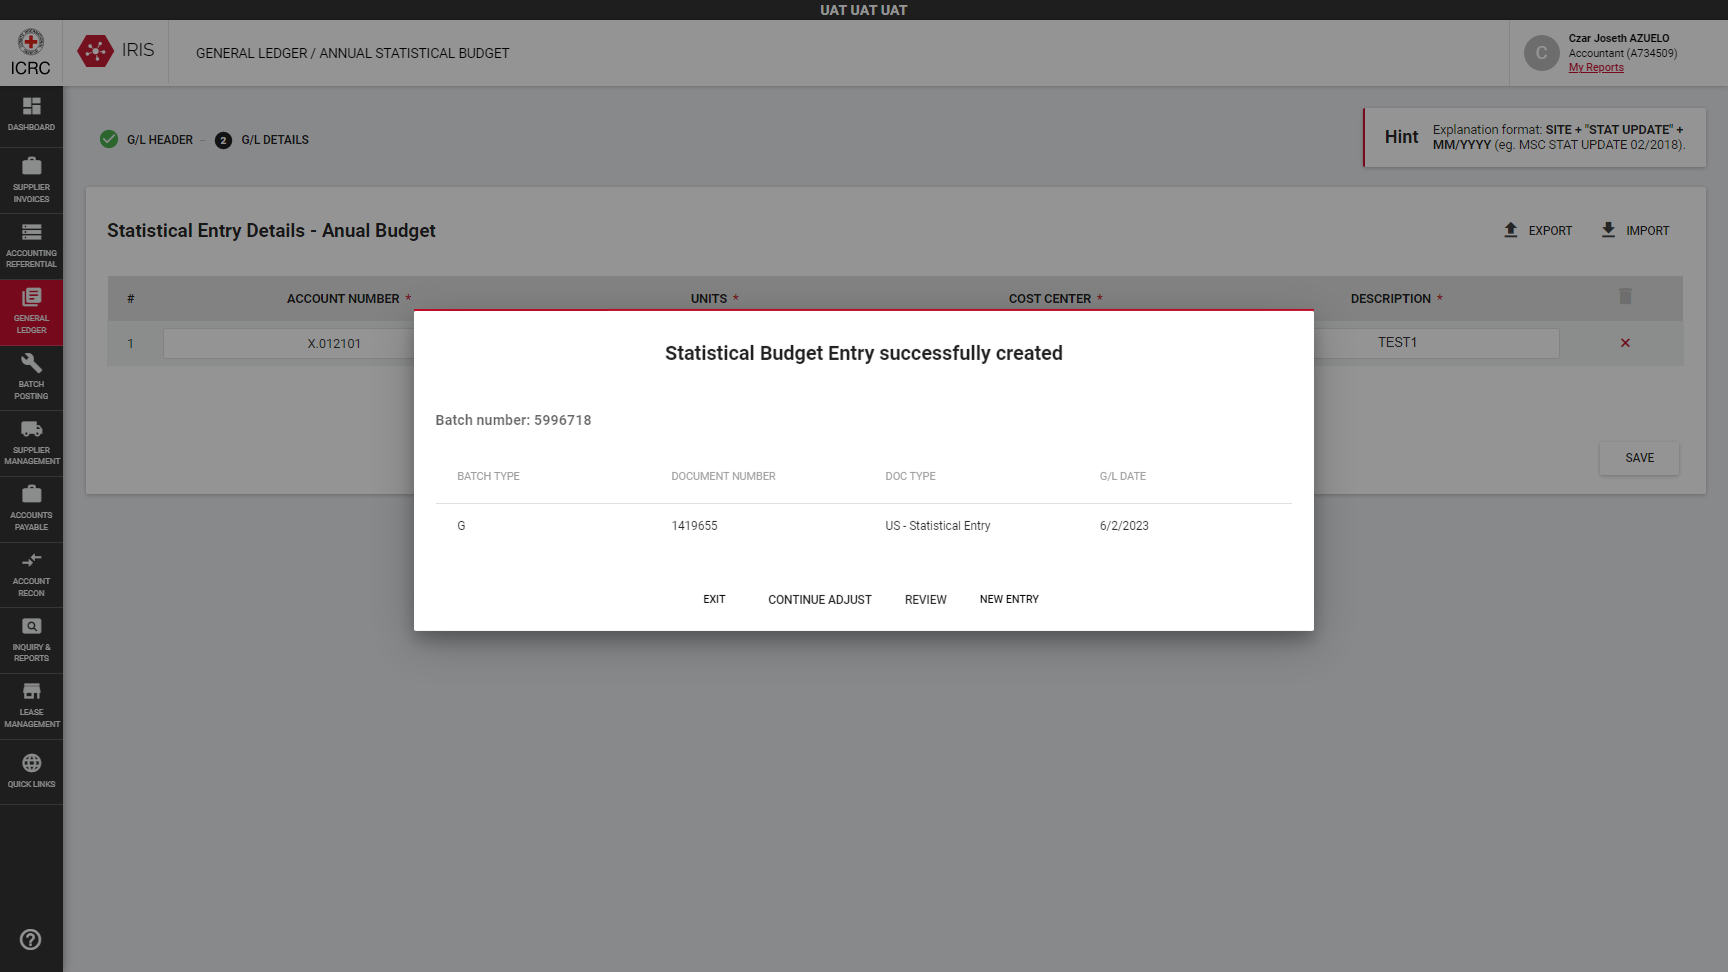 UAT UAT UAT
ICRC
IRIS
GENERAL LEDGER / ANNUAL STATISTICAL BUDGET
C
Czar Joseth AZUELO
Accountant (A734509)
My Reports
DASHBOARD
SUPPLIER
INVOICES
ACCOUNTING
REFERENTIAL
GENERAL
LEDGER
BATCH
POSTING
SUPPLIER
MANAGEMENT
ACCOUNTS
PAYABLE
ACCOUNT
RECON
INQUIRY &
REPORTS
LEASE
MANAGEMENT
QUICK LINKS
G/L HEADER
2 G/L DETAILS
Hint
Explanation format: SITE + "STAT UPDATE" +
MM/YYYY (eg. MSC STAT UPDATE 02/2018).
Statistical Entry Details - Anual Budget
EXPORT
IMPORT
# ACCOUNT NUMBER * UNITS * COST CENTER * DESCRIPTION *
1 X.012101 TEST1
SAVE
Statistical Budget Entry successfully created
Batch number: 5996718
BATCH TYPE DOCUMENT NUMBER DOC TYPE G/L DATE
G 1419655 US - Statistical Entry 6/2/2023
EXIT CONTINUE ADJUST REVIEW NEW ENTRY